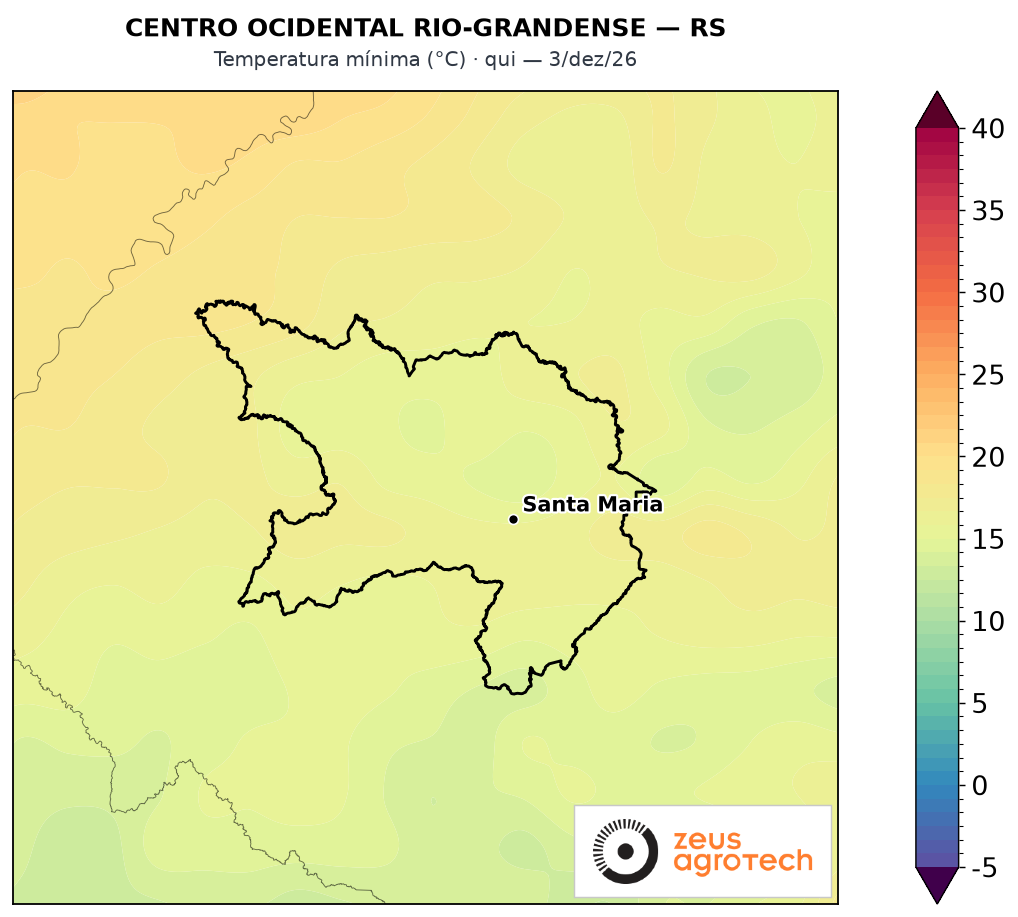 CENTRO OCIDENTAL RIO-GRANDENSE — RS
Temperatura mínima (°C) · qui — 3/dez/26
40
35
30
25
20
15
10
5
0
-5
Santa Maria
zeus
agrotech